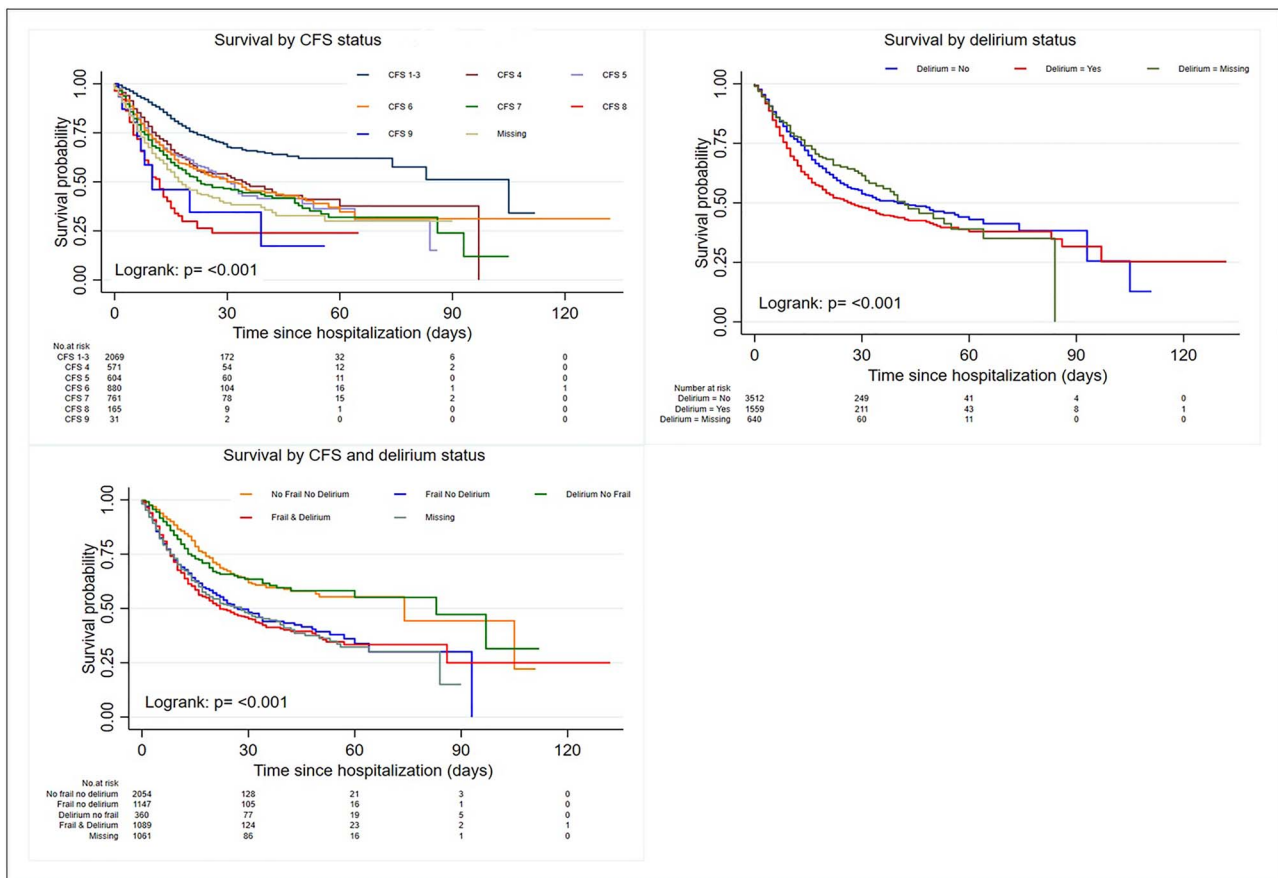 Survival by CFS status
CFS 1-3 CFS 4 CFS 5
CFS 6 CFS 7 CFS 8
CFS 9 Missing
1.00
0.75
0.50
0.25
0.00
Survival probability
Logrank: p= <0.001
0 30 60 90 120
Time since hospitalization (days)
No.at risk
CFS 1-3 2069 172 32 6 0
CFS 4 571 54 12 2 0
CFS 5 604 60 11 0 0
CFS 6 880 104 16 1 1
CFS 7 761 78 15 2 0
CFS 8 165 9 1 0 0
CFS 9 31 2 0 0 0
Survival by delirium status
Delirium = No Delirium = Yes Delirium = Missing
1.00
0.75
0.50
0.25
0.00
Survival probability
Logrank: p= <0.001
0 30 60 90 120
Time since hospitalization (days)
Number at risk
Delirium = No 3512 249 41 4 0
Delirium = Yes 1559 211 43 8 1
Delirium = Missing 640 60 11 0 0
Survival by CFS and delirium status
No Frail No Delirium Frail No Delirium Delirium No Frail
Frail & Delirium Missing
1.00
0.75
0.50
0.25
0.00
Survival probability
Logrank: p= <0.001
0 30 60 90 120
Time since hospitalization (days)
No.at risk
No frail no delirium 2054 128 21 3 0
Frail no delirium 1147 105 16 1 0
Delirium no frail 360 77 19 5 0
Frail & Delirium 1089 124 23 2 1
Missing 1061 86 16 1 0